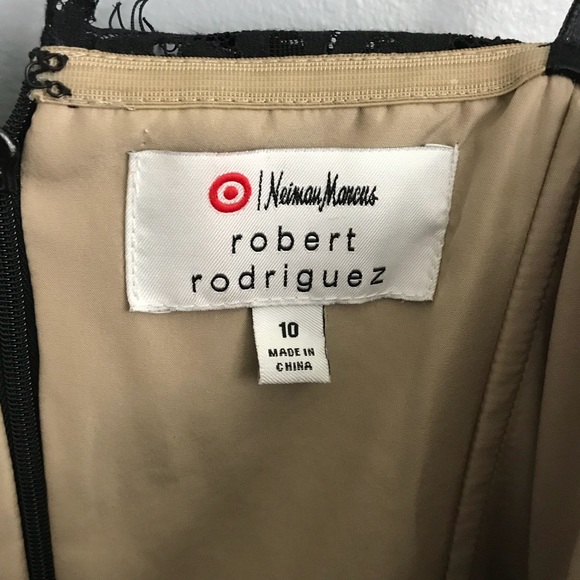 Neiman Marcus
robert
rodriguez
10
MADE IN
CHINA